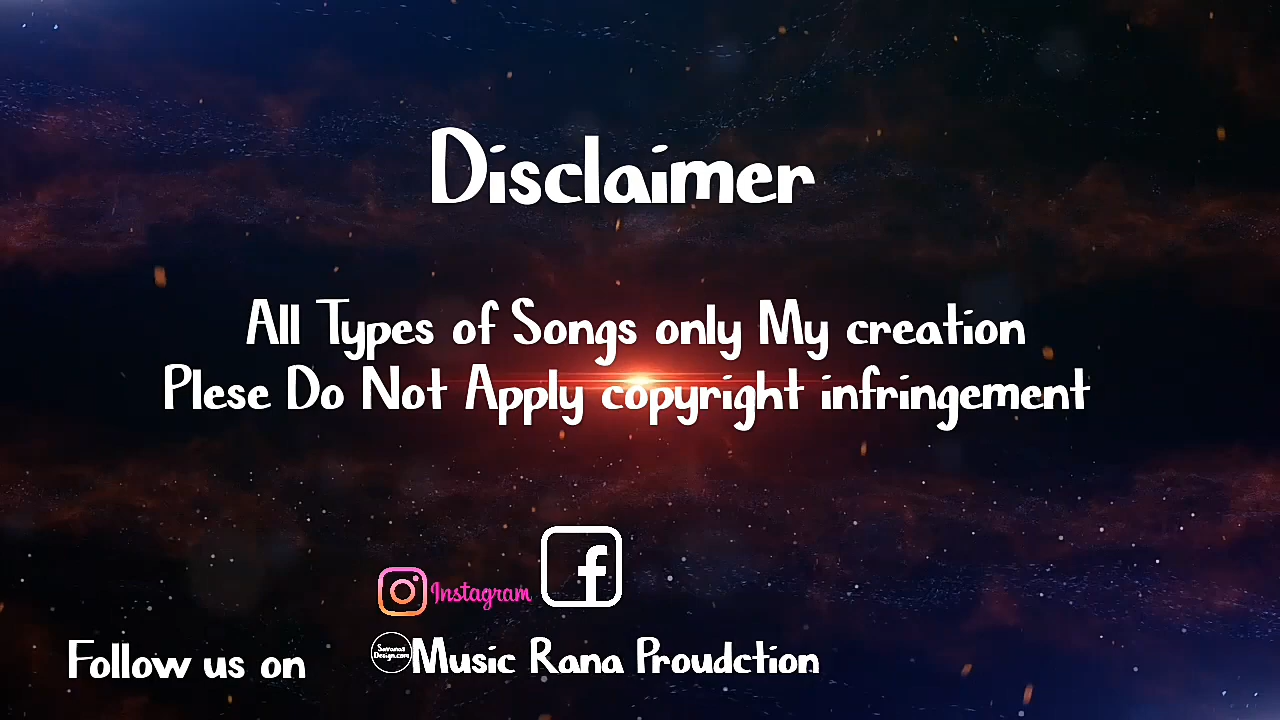 Disclaimer
All Types of Songs only My creation
Plese Do Not Apply copyright infringement
Instagram
Follow us on
Music Rana Proudction